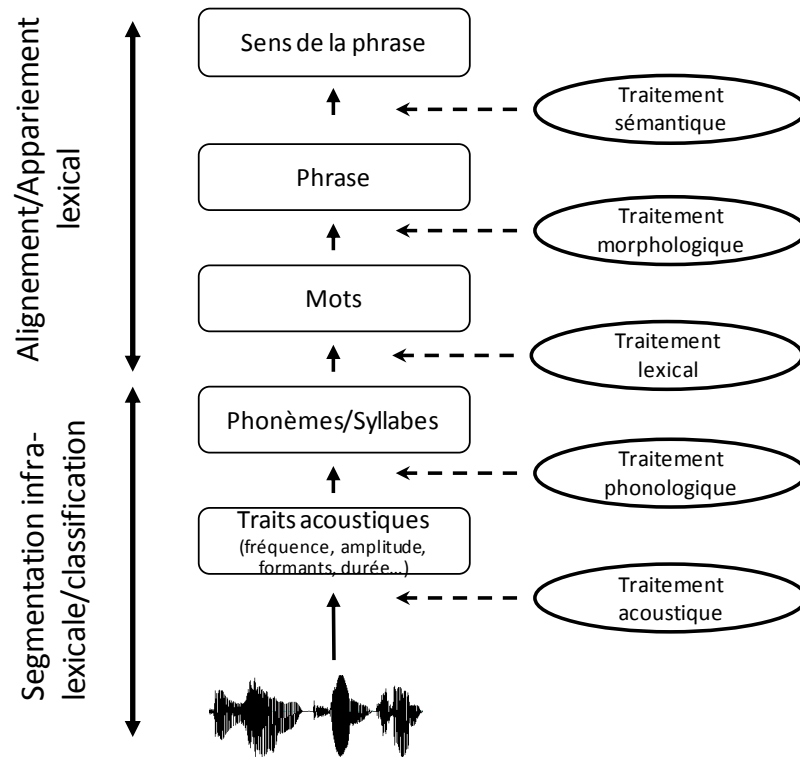 Sens de la phrase
Traitement
sémantique
Phrase
Traitement
morphologique
Mots
Traitement
lexical
Phonèmes/Syllabes
Traitement
phonologique
Traits acoustiques
(fréquence, amplitude,
formants, durée...)
Traitement
acoustique
Alignement/Appariement
lexical
Segmentation infra-
lexicale/classification